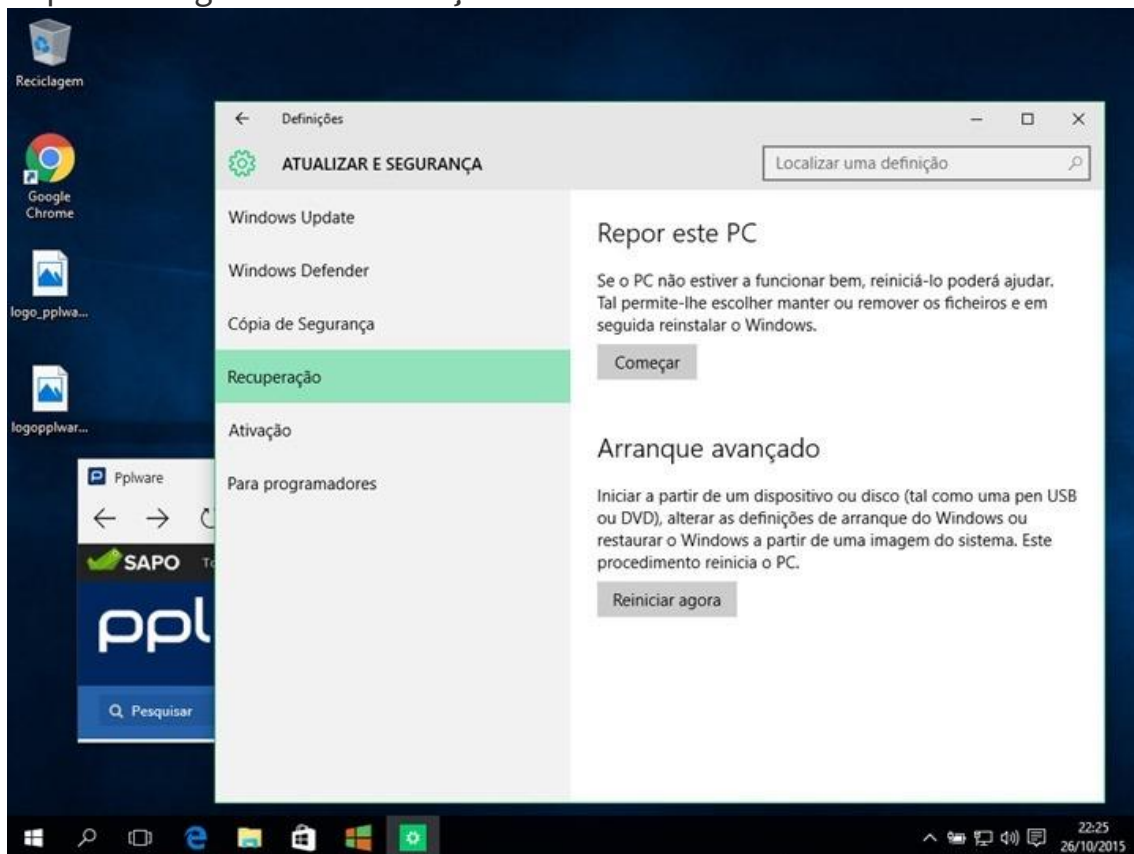 Reciclagem
Google
Chrome
logo_pplwa...
logopplwar...
Definições
ATUALIZAR E SEGURANÇA
Localizar uma definição
Windows Update
Windows Defender
Cópia de Segurança
Recuperação
Ativação
Para programadores
Repor este PC
Se o PC não estiver a funcionar bem, reiniciá-lo poderá ajudar.
Tal permite-lhe escolher manter ou remover os ficheiros e em
seguida reinstalar o Windows.
Começar
Arranque avançado
Iniciar a partir de um dispositivo ou disco (tal como uma pen USB
ou DVD), alterar as definições de arranque do Windows ou
restaurar o Windows a partir de uma imagem do sistema. Este
procedimento reinicia o PC.
Reiniciar agora
Pplware
SAPO
ppl
Pesquisar
22:25
26/10/2015